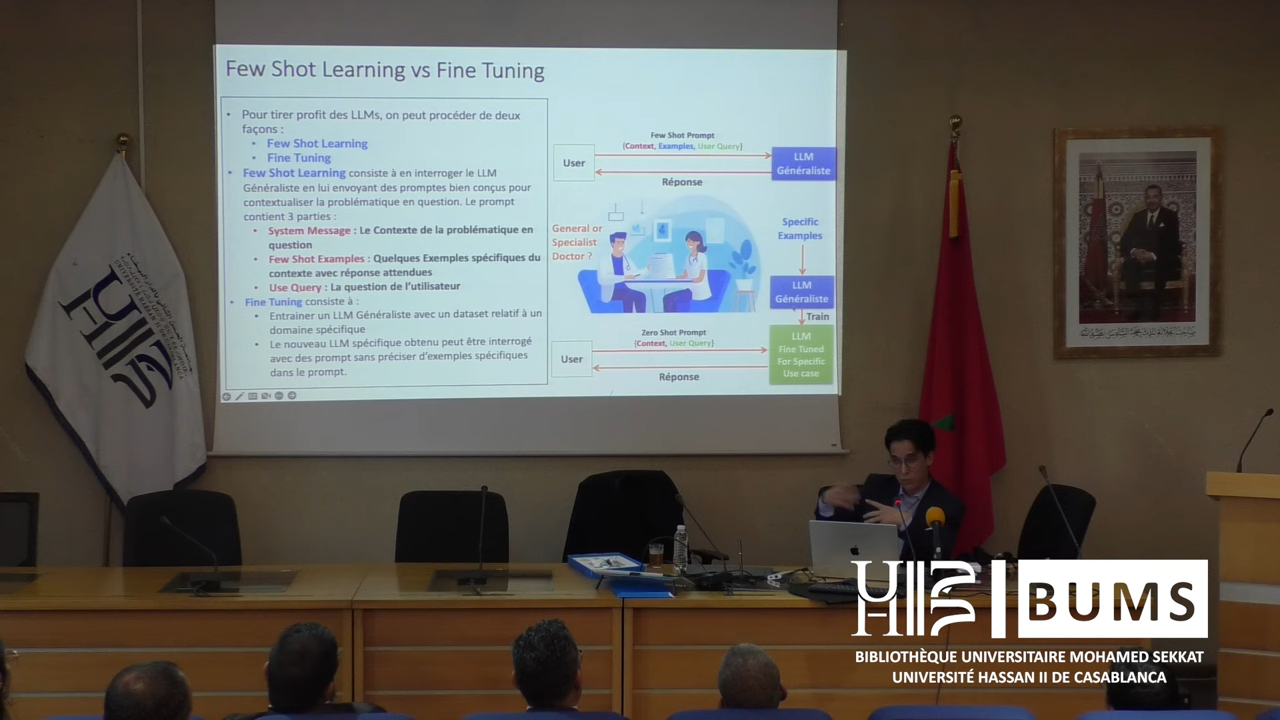 Few Shot Learning vs Fine Tuning
• Pour tirer profit des LLMs, on peut procéder de deux
façons :
• Few Shot Learning
• Fine Tuning
• Few Shot Learning consiste à en interroger le LLM
Généraliste en lui envoyant des promptes bien conçus pour
contextualiser la problématique en question. Le prompt
contient 3 parties :
• System Message : Le Contexte de la problématique en
question
• Few Shot Examples : Quelques Exemples spécifiques du
contexte avec réponse attendues
• Use Query : La question de l'utilisateur
• Fine Tuning consiste à :
• Entrainer un LLM Généraliste avec un dataset relatif à un
domaine spécifique
• Le nouveau LLM spécifique obtenu peut être interrogé
avec des prompt sans préciser d'exemples spécifiques
dans le prompt.
Few Shot Prompt
{Context, Examples, User Query}
User
LLM
Généraliste
Réponse
General or
Specialist
Doctor ?
Specific
Examples
LLM
Généraliste
Train
Zero Shot Prompt
{Context, User Query}
User
LLM
Fine Tuned
For Specific
Use case
Réponse
UH2C BUMS
BIBLIOTHÈQUE UNIVERSITAIRE MOHAMED SEKKAT
UNIVERSITÉ HASSAN II DE CASABLANCA